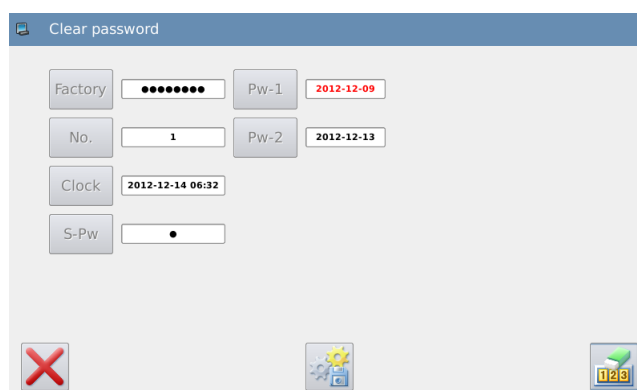 Clear password
Factory ●●●●●●●● Pw-1 2012-12-09
No. 1 Pw-2 2012-12-13
Clock 2012-12-14 06:32
S-Pw ●
123